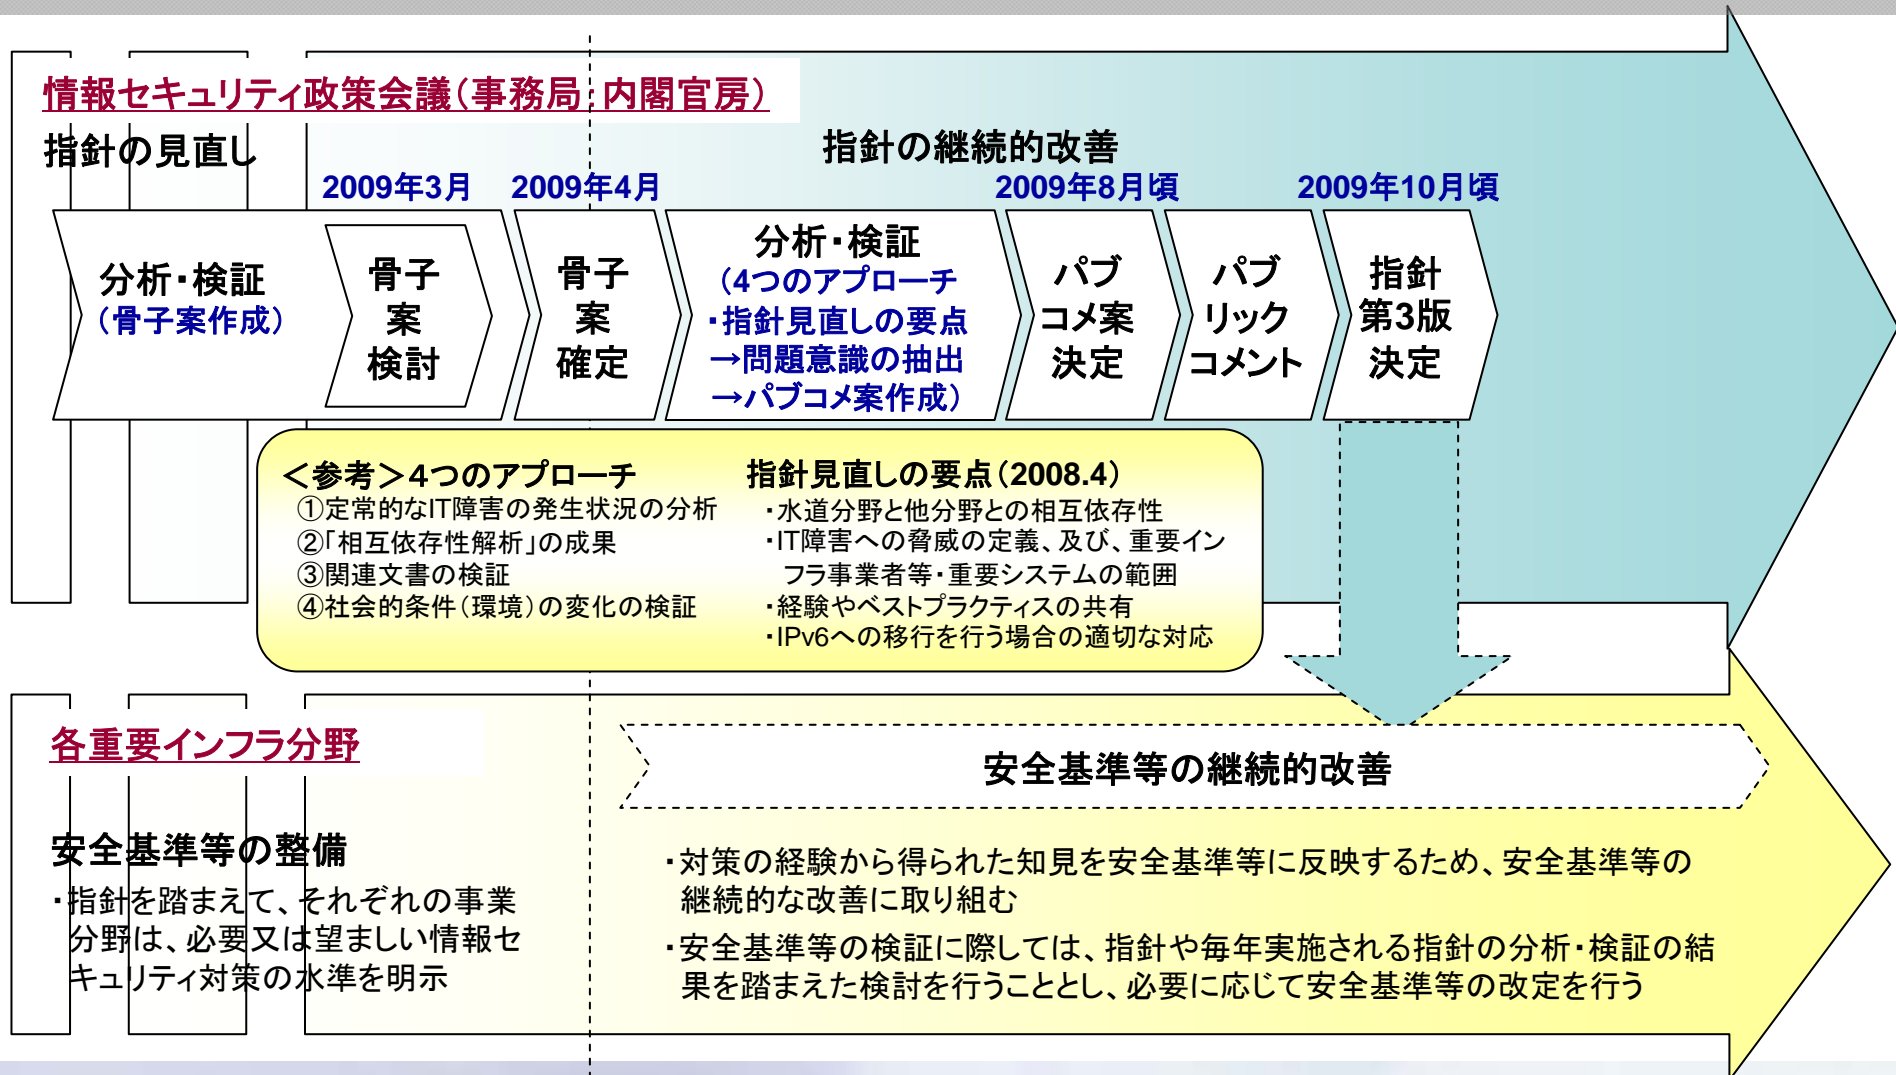 情報セキュリティ政策会議(事務局:内閣官房)
指針の見直し
指針の継続的改善
2009年3月
2009年4月
2009年8月頃
2009年10月頃
分析・検証
(骨子案作成)
骨子
案
検討
骨子
案
確定
分析・検証
(4つのアプローチ
・指針見直しの要点
→問題意識の抽出
→パブコメ案作成)
パブ
コメ案
決定
パブ
リック
コメント
指針
第3版
決定
<参考>4つのアプローチ
①定常的なIT障害の発生状況の分析
②「相互依存性解析」の成果
③関連文書の検証
④社会的条件(環境)の変化の検証
指針見直しの要点(2008.4)
・水道分野と他分野との相互依存性
・IT障害への脅威の定義、及び、重要イン
フラ事業者等・重要システムの範囲
・経験やベストプラクティスの共有
・IPv6への移行を行う場合の適切な対応
各重要インフラ分野
安全基準等の継続的改善
安全基準等の整備
・指針を踏まえて、それぞれの事業
分野は、必要又は望ましい情報セ
キュリティ対策の水準を明示
・対策の経験から得られた知見を安全基準等に反映するため、安全基準等の
継続的な改善に取り組む
・安全基準等の検証に際しては、指針や毎年実施される指針の分析・検証の結
果を踏まえた検討を行うこととし、必要に応じて安全基準等の改定を行う